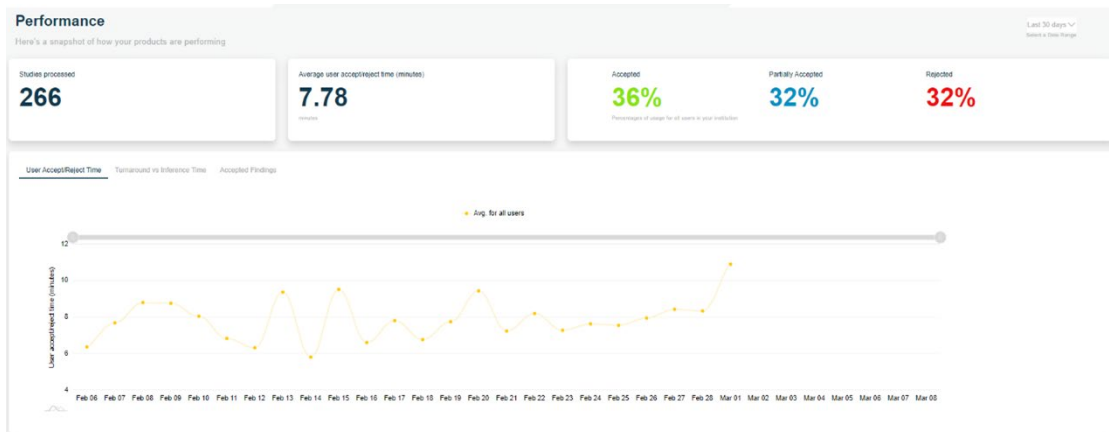 Performance
Here's a snapshot of how your products are performing
Last 30 days
Select a Date Range
Studies processed
266
Average user accept/reject time (minutes)
7.78
minutes
Accepted
36%
Percentages of usage for all users in your institution
Partially Accepted
32%
Rejected
32%
User Accept/Reject Time Turnaround vs Inference Time Accepted Findings
Avg. for all users
User accept/reject time (minutes)
12
10
8
6
4
Feb 06 Feb 07 Feb 08 Feb 09 Feb 10 Feb 11 Feb 12 Feb 13 Feb 14 Feb 15 Feb 16 Feb 17 Feb 18 Feb 19 Feb 20 Feb 21 Feb 22 Feb 23 Feb 24 Feb 25 Feb 26 Feb 27 Feb 28 Mar 01 Mar 02 Mar 03 Mar 04 Mar 05 Mar 06 Mar 07 Mar 08